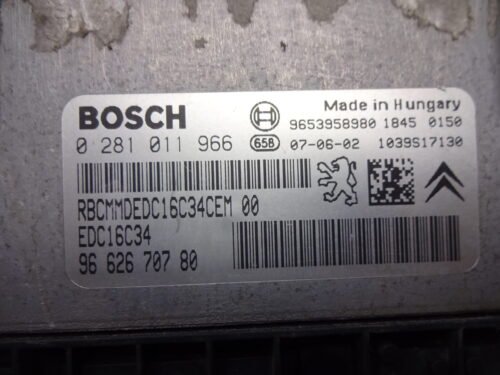 BOSCH
Made in Hungary
9653958980 1845 0150
0 281 011 966
658 07-06-02 1039S17130
RBCMMDEDC16C34CEM 00
EDC16C34
96 626 707 80